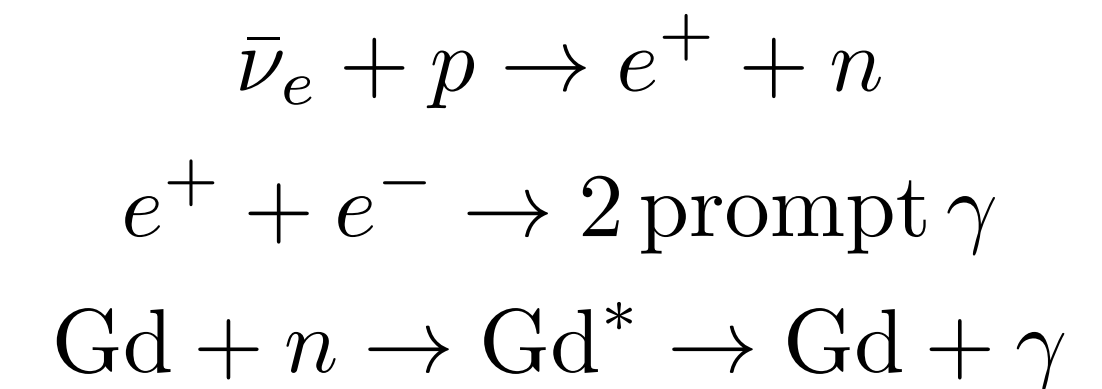 ν̄ₑ + p → e⁺ + n
e⁺ + e⁻ → 2 prompt γ
Gd + n → Gd* → Gd + γ